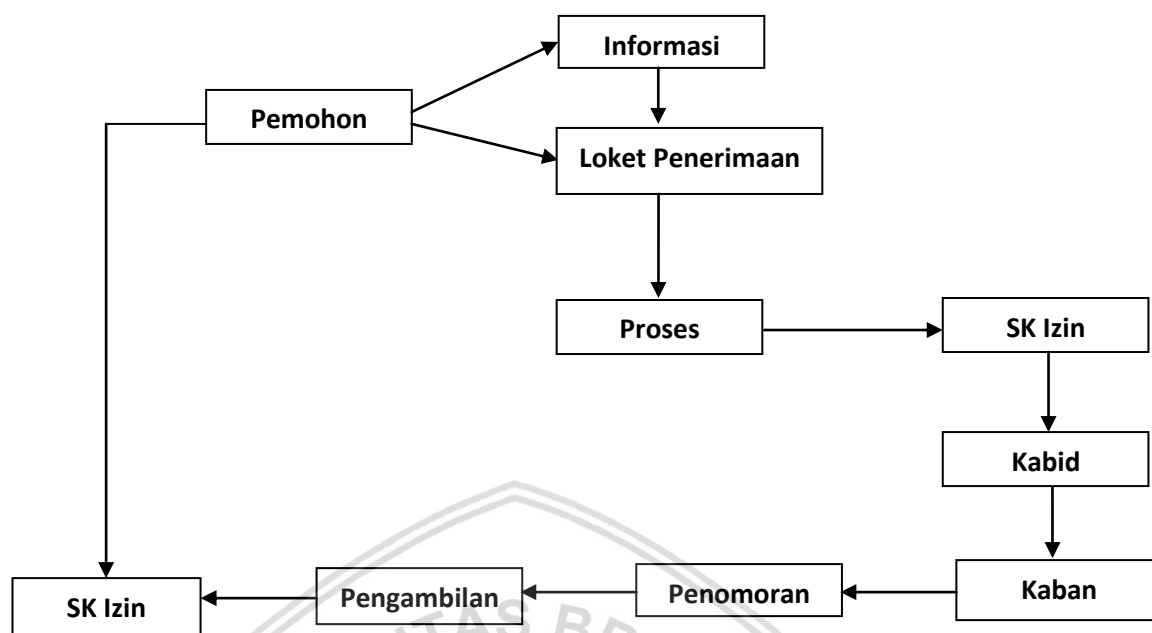 Informasi
Pemohon
Loket Penerimaan
Proses
SK Izin
Kabid
Kaban
Penomoran
Pengambilan
SK Izin